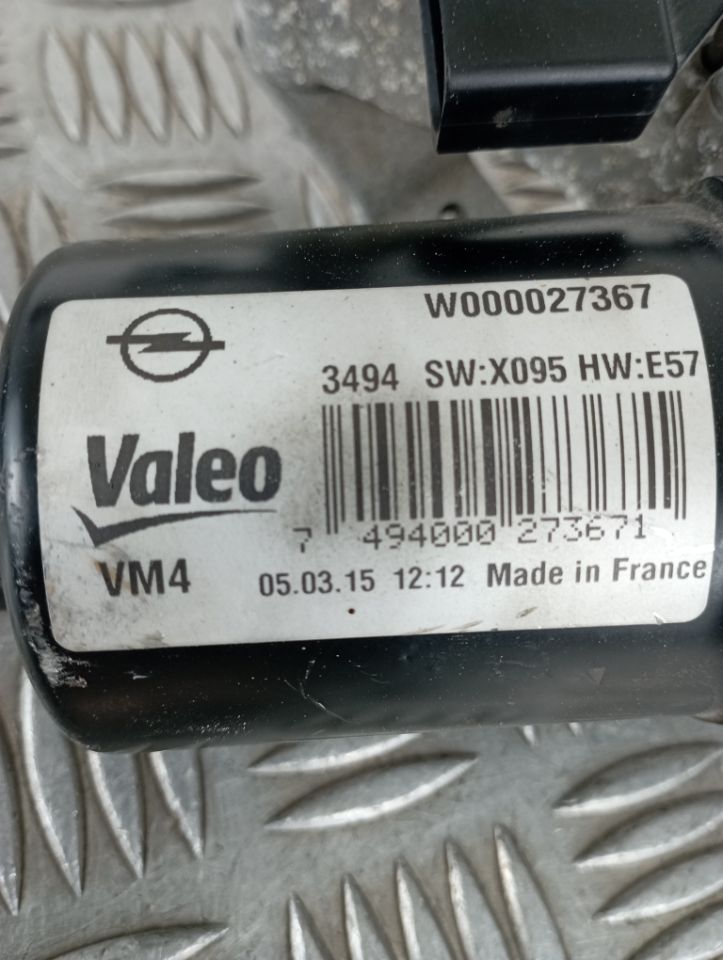 W000027367
3494 SW:X095 HW:E57
Valeo
7 494000 273671
VM4 05.03.15 12:12 Made in France